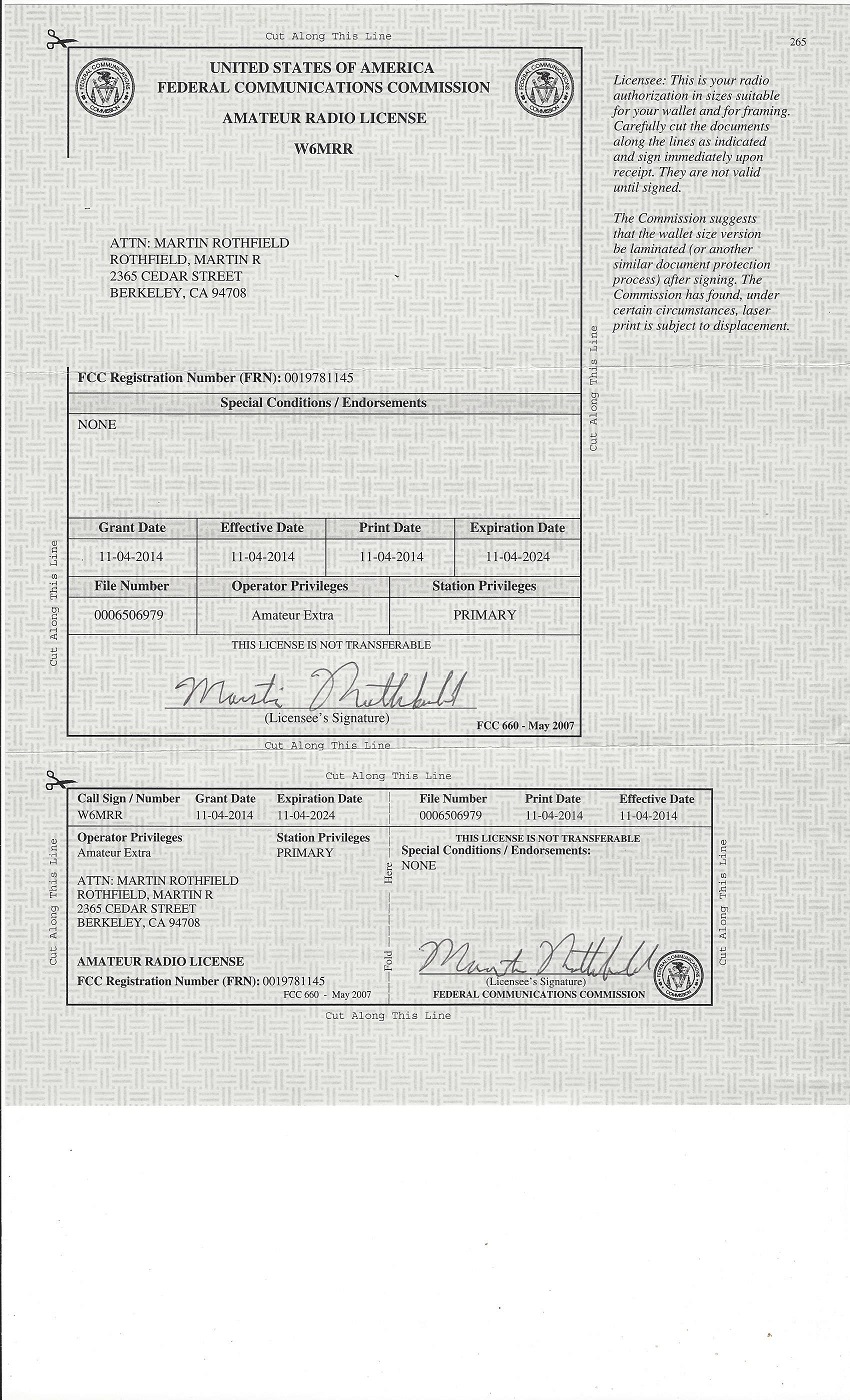 Cut Along This Line
265
UNITED STATES OF AMERICA
FEDERAL COMMUNICATIONS COMMISSION
AMATEUR RADIO LICENSE
W6MRR
FEDERAL COMMUNICATIONS COMMISSION
FEDERAL COMMUNICATIONS COMMISSION
Licensee: This is your radio
authorization in sizes suitable
for your wallet and for framing.
Carefully cut the documents
along the lines as indicated
and sign immediately upon
receipt. They are not valid
until signed.
The Commission suggests
that the wallet size version
be laminated (or another
similar document protection
process) after signing. The
Commission has found, under
certain circumstances, laser
print is subject to displacement.
ATTN: MARTIN ROTHFIELD
ROTHFIELD, MARTIN R
2365 CEDAR STREET
BERKELEY, CA 94708
Cut Along This Line
FCC Registration Number (FRN): 0019781145
Special Conditions / Endorsements
NONE
Grant Date Effective Date Print Date Expiration Date
11-04-2014 11-04-2014 11-04-2014 11-04-2024
File Number Operator Privileges Station Privileges
0006506979 Amateur Extra PRIMARY
Cut Along This Line
THIS LICENSE IS NOT TRANSFERABLE
Martin Rothfield
(Licensee's Signature)
FCC 660 - May 2007
Cut Along This Line
Cut Along This Line
Call Sign / Number Grant Date Expiration Date
W6MRR 11-04-2014 11-04-2024
Operator Privileges Station Privileges
Amateur Extra PRIMARY
ATTN: MARTIN ROTHFIELD
ROTHFIELD, MARTIN R
2365 CEDAR STREET
BERKELEY, CA 94708
AMATEUR RADIO LICENSE
FCC Registration Number (FRN): 0019781145
FCC 660 - May 2007
Cut Along This Line
Fold Here
File Number Print Date Effective Date
0006506979 11-04-2014 11-04-2014
THIS LICENSE IS NOT TRANSFERABLE
Special Conditions / Endorsements:
NONE
Martin Rothfield
(Licensee's Signature)
FEDERAL COMMUNICATIONS COMMISSION
FEDERAL COMMUNICATIONS COMMISSION
Cut Along This Line
Cut Along This Line